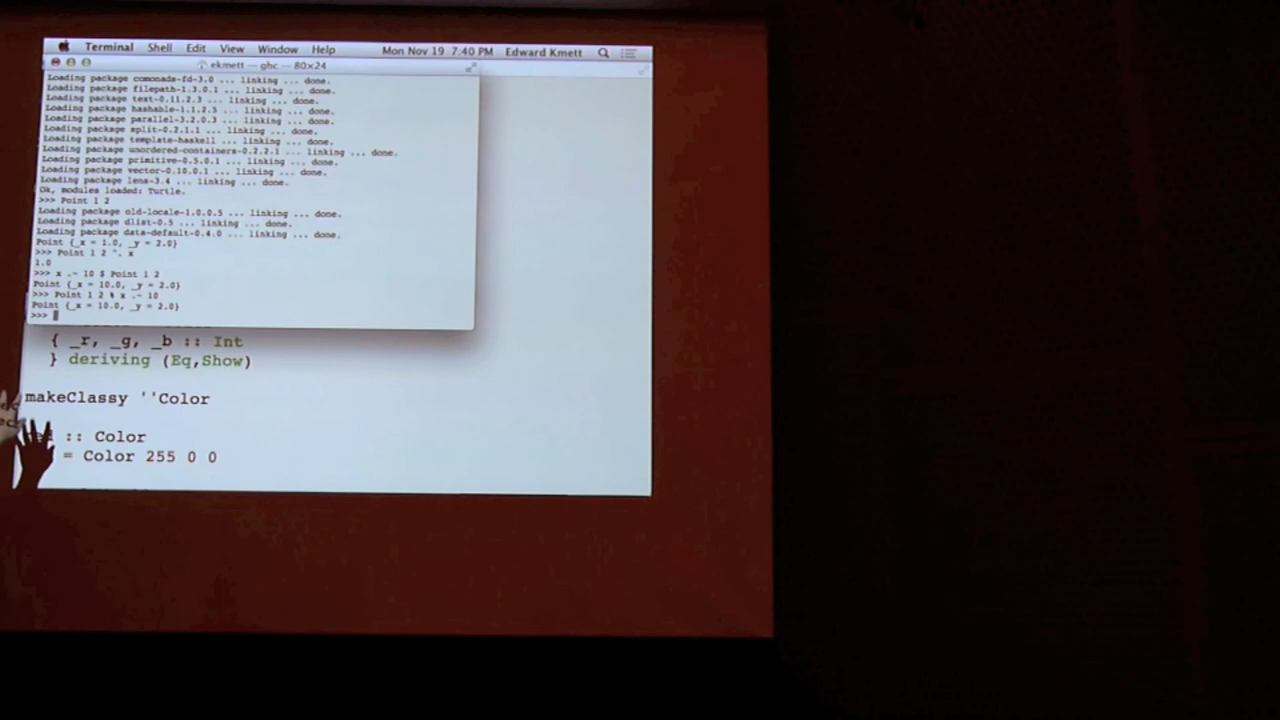 Terminal Shell Edit View Window Help Mon Nov 19 7:40 PM Edward Kmett
ekmett — ghc — 80×24
Loading package comonads-fd-3.0 ... linking ... done.
Loading package filepath-1.3.0.1 ... linking ... done.
Loading package text-0.11.2.3 ... linking ... done.
Loading package hashable-1.1.2.5 ... linking ... done.
Loading package parallel-3.2.0.3 ... linking ... done.
Loading package split-0.2.1.1 ... linking ... done.
Loading package template-haskell ... linking ... done.
Loading package unordered-containers-0.2.2.1 ... linking ... done.
Loading package primitive-0.5.0.1 ... linking ... done.
Loading package vector-0.10.0.1 ... linking ... done.
Loading package lens-3.4 ... linking ... done.
Ok, modules loaded: Turtle.
>>> Point 1 2
Loading package old-locale-1.0.0.5 ... linking ... done.
Loading package dlist-0.5 ... linking ... done.
Loading package data-default-0.4.0 ... linking ... done.
Point {_x = 1.0, _y = 2.0}
>>> Point 1 2 ^. x
1.0
>>> x .~ 10 $ Point 1 2
Point {_x = 10.0, _y = 2.0}
>>> Point 1 2 & x .~ 10
Point {_x = 10.0, _y = 2.0}
>>>
{ _r, _g, _b :: Int
} deriving (Eq,Show)
makeClassy ''Color
:: Color
= Color 255 0 0